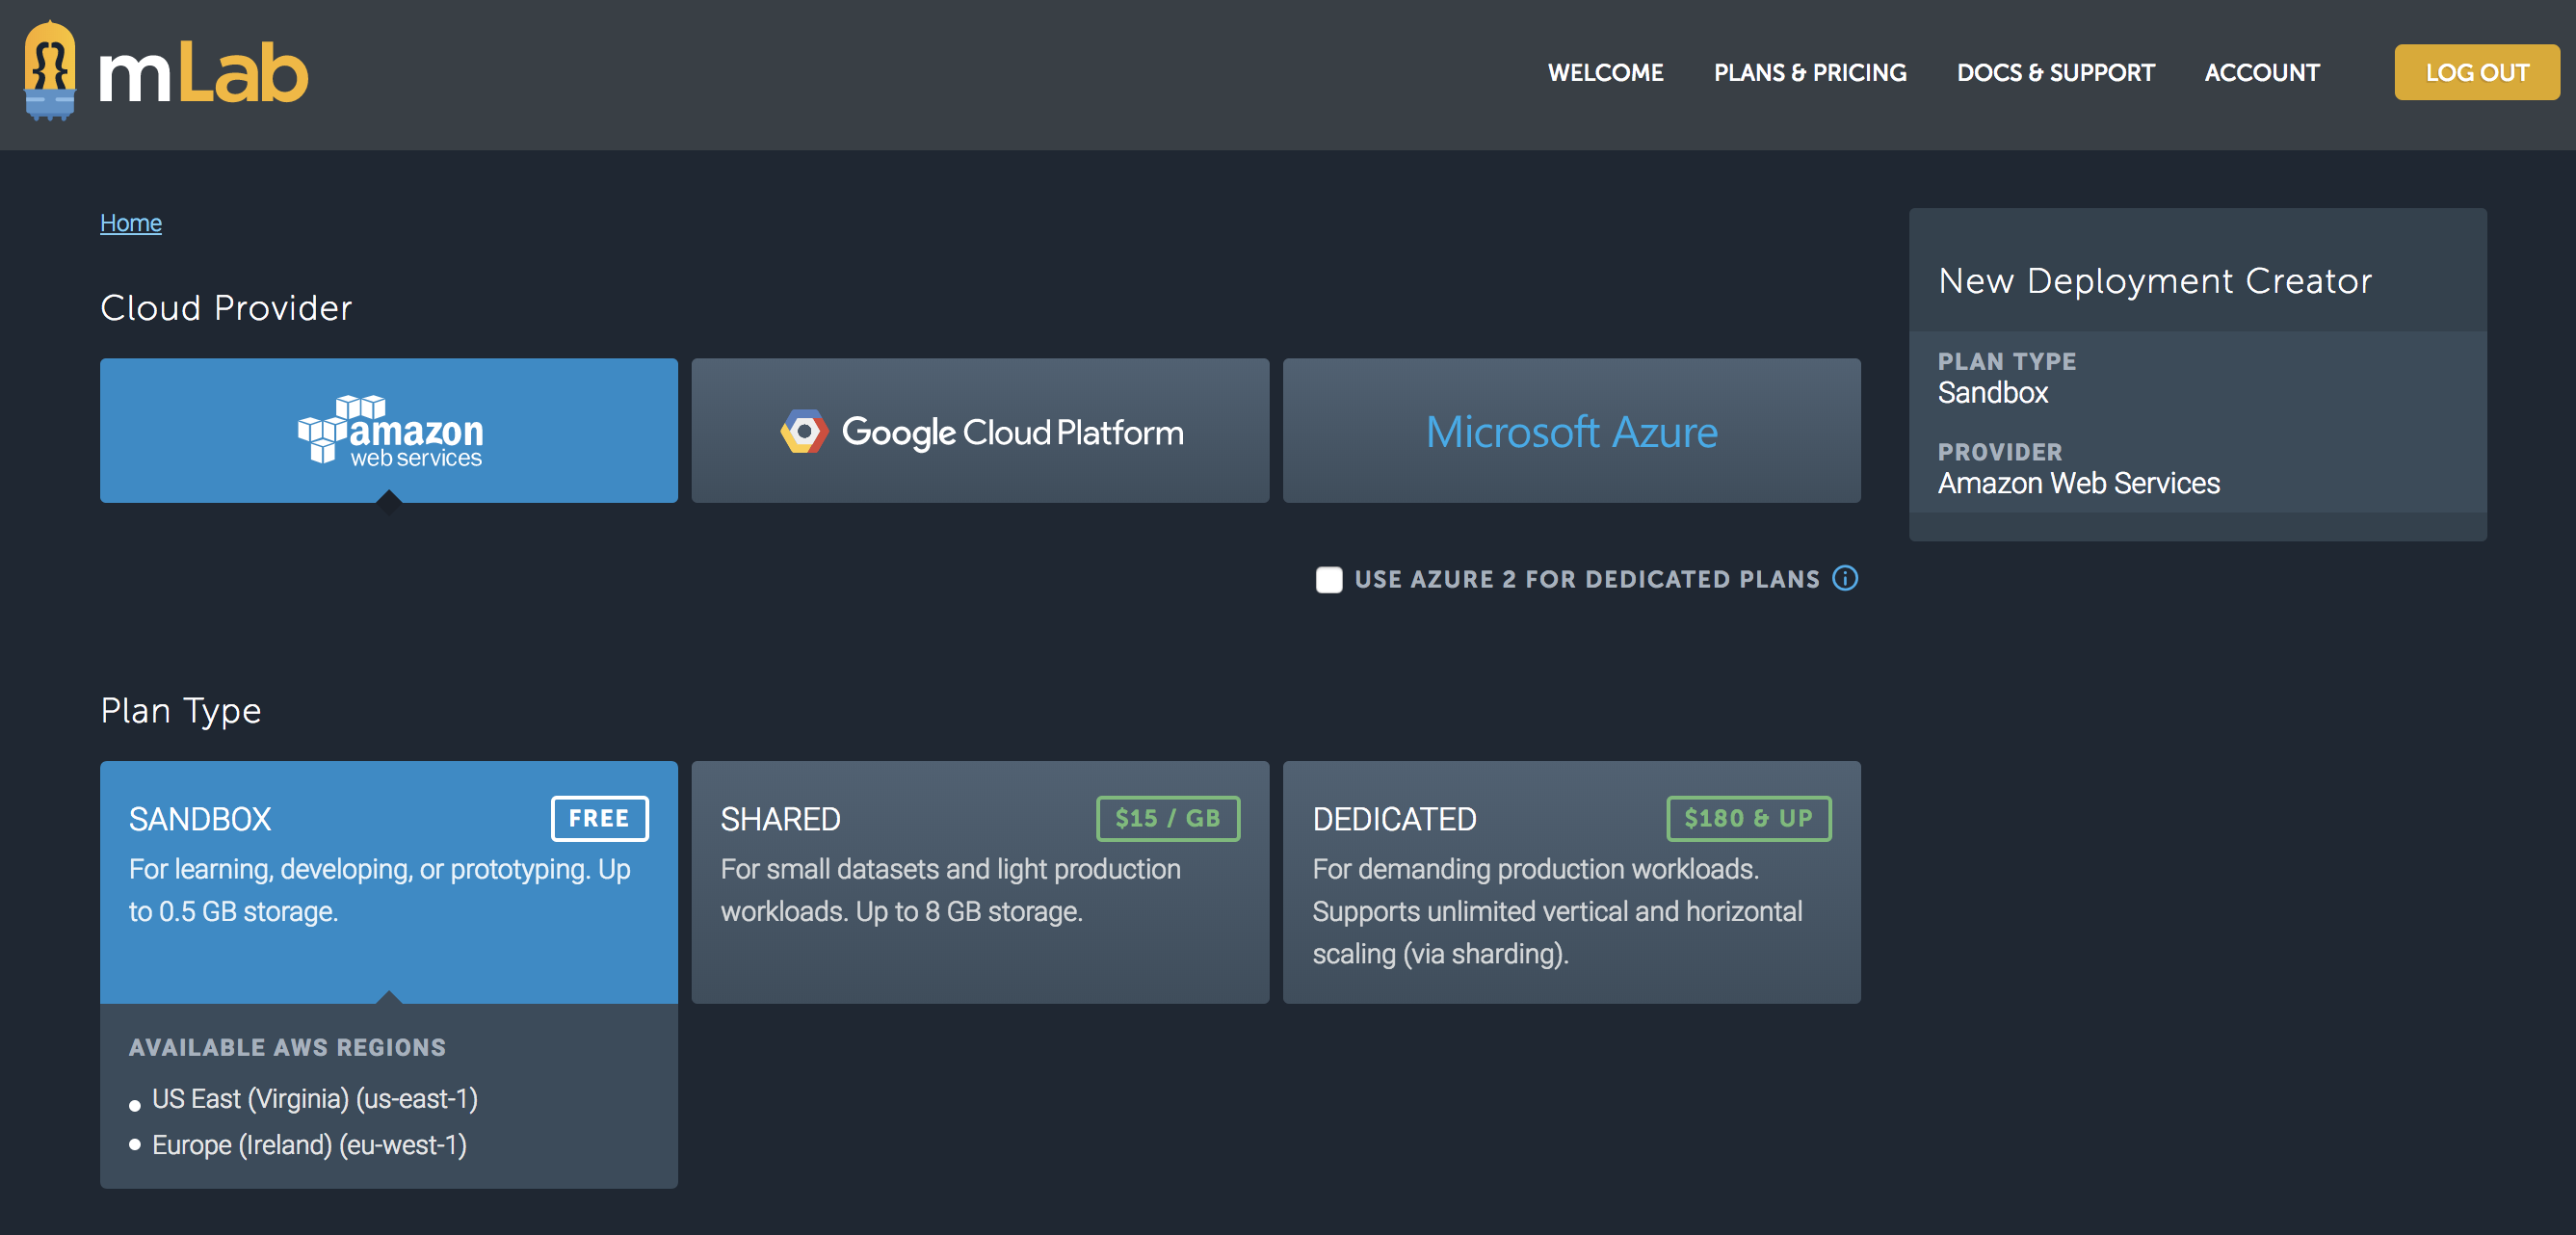 mLab
WELCOME
PLANS & PRICING
DOCS & SUPPORT
ACCOUNT
LOG OUT
Home
Cloud Provider
amazon
web services
Google Cloud Platform
Microsoft Azure
USE AZURE 2 FOR DEDICATED PLANS
Plan Type
SANDBOX
FREE
For learning, developing, or prototyping. Up
to 0.5 GB storage.
AVAILABLE AWS REGIONS
US East (Virginia) (us-east-1)
Europe (Ireland) (eu-west-1)
SHARED
$15 / GB
For small datasets and light production
workloads. Up to 8 GB storage.
DEDICATED
$180 & UP
For demanding production workloads.
Supports unlimited vertical and horizontal
scaling (via sharding).
New Deployment Creator
PLAN TYPE
Sandbox
PROVIDER
Amazon Web Services